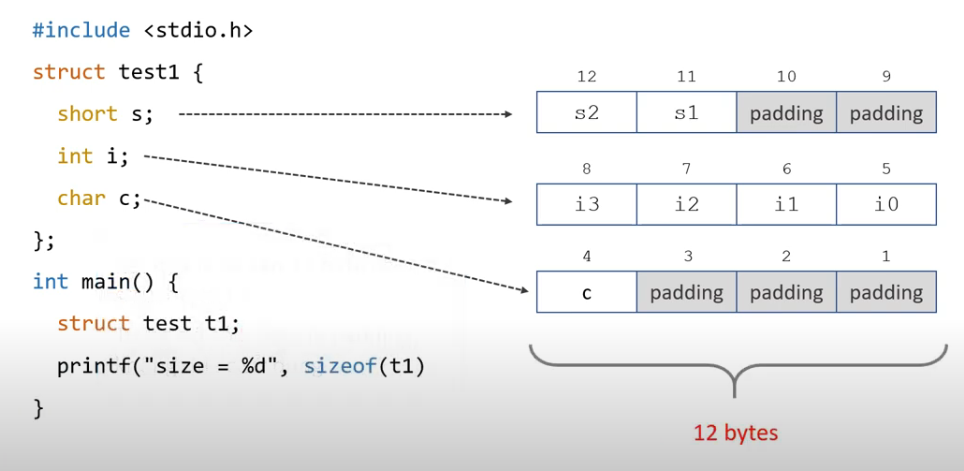 #include <stdio.h>
struct test1 {
short s;
int i;
char c;
};
int main() {
struct test t1;
printf("size = %d", sizeof(t1)
}
12 11 10 9
s2 s1 padding padding
8 7 6 5
i3 i2 i1 i0
4 3 2 1
c padding padding padding
12 bytes